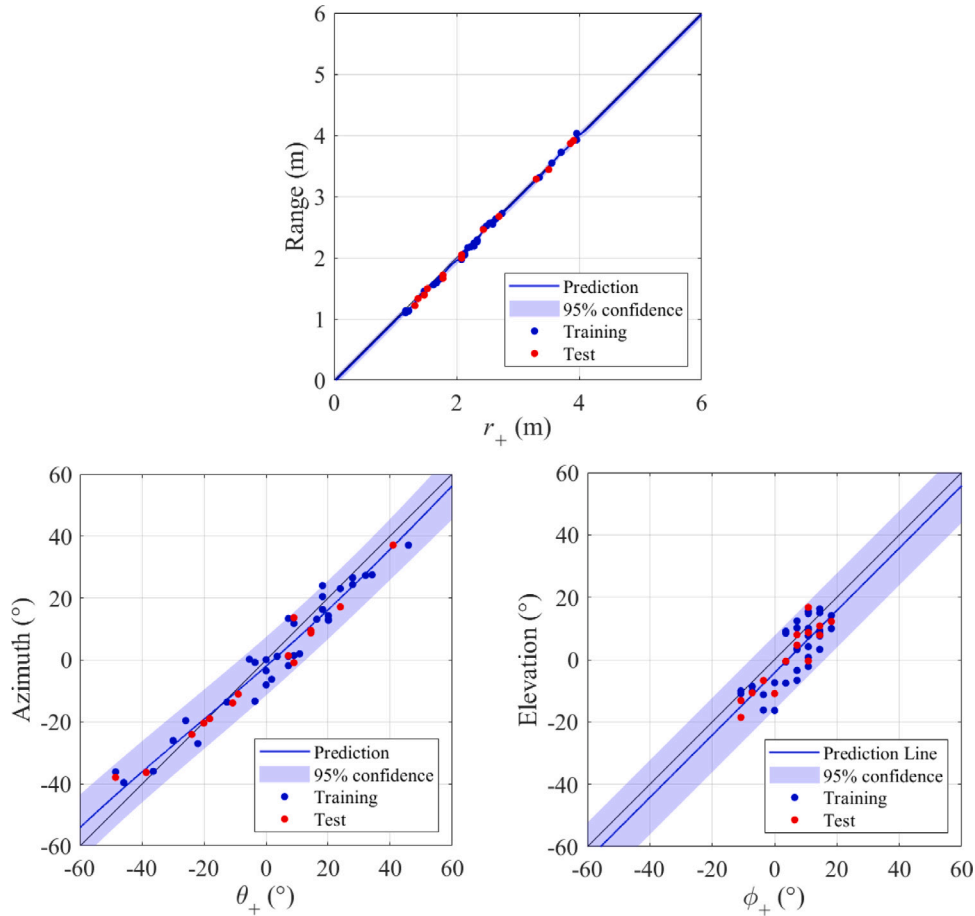 6
5
4
3
2
1
0
Range (m)
Prediction
95% confidence
Training
Test
0 2 4 6
r+ (m)
60
40
20
0
-20
-40
-60
Azimuth (°)
Prediction
95% confidence
Training
Test
-60 -40 -20 0 20 40 60
θ+ (°)
60
40
20
0
-20
-40
-60
Elevation (°)
Prediction Line
95% confidence
Training
Test
-60 -40 -20 0 20 40 60
ϕ+ (°)